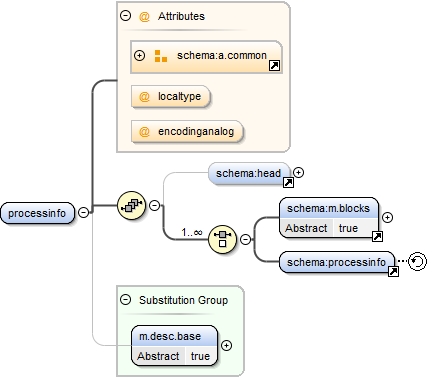 Attributes
schema:a.common
localtype
encodinganalog
schema:head
processinfo
1..∞
schema:m.blocks
Abstract true
schema:processinfo
Substitution Group
m.desc.base
Abstract true